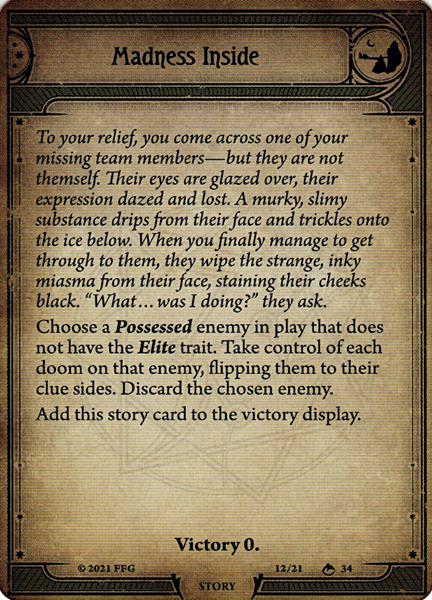 Madness Inside
To your relief, you come across one of your
missing team members—but they are not
themself. Their eyes are glazed over, their
expression dazed and lost. A murky, slimy
substance drips from their face and trickles onto
the ice below. When you finally manage to get
through to them, they wipe the strange, inky
miasma from their face, staining their cheeks
black. “What…was I doing?” they ask.
Choose a Possessed enemy in play that does
not have the Elite trait. Take control of each
doom on that enemy, flipping them to their
clue sides. Discard the chosen enemy.
Add this story card to the victory display.
Victory 0.
© 2021 FFG 12/21 34
STORY